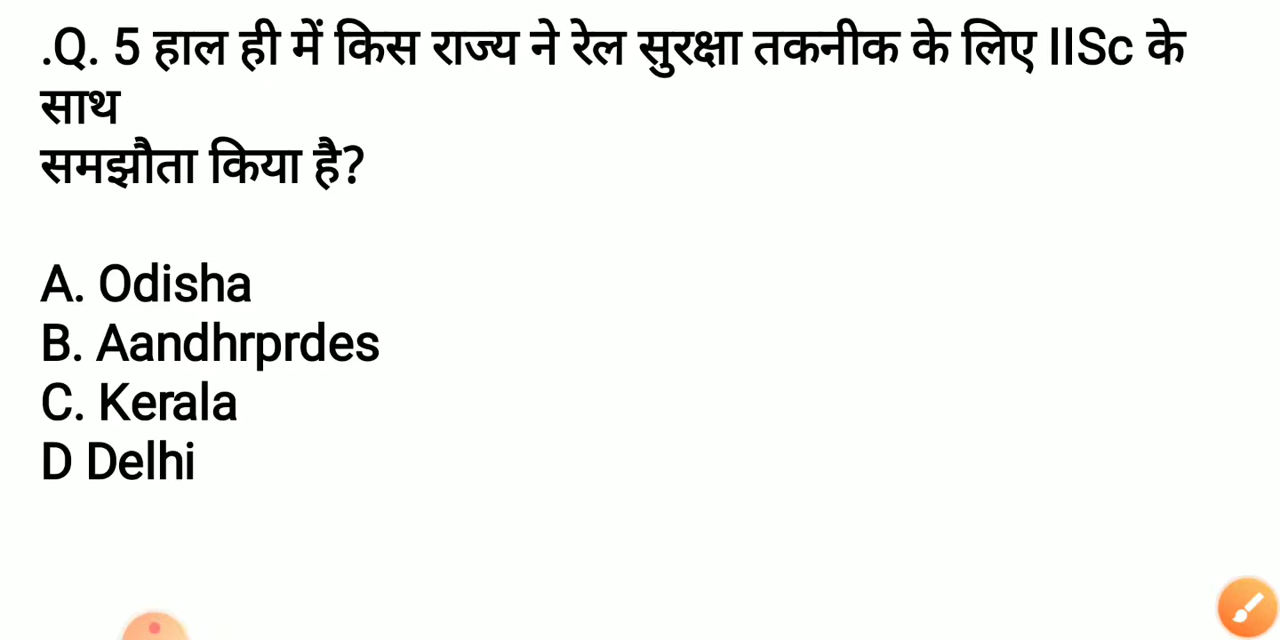 .Q. 5 हाल ही में किस राज्य ने रेल सुरक्षा तकनीक के लिए IISc के
साथ
समझौता किया है?
A. Odisha
B. Aandhrprdes
C. Kerala
D Delhi